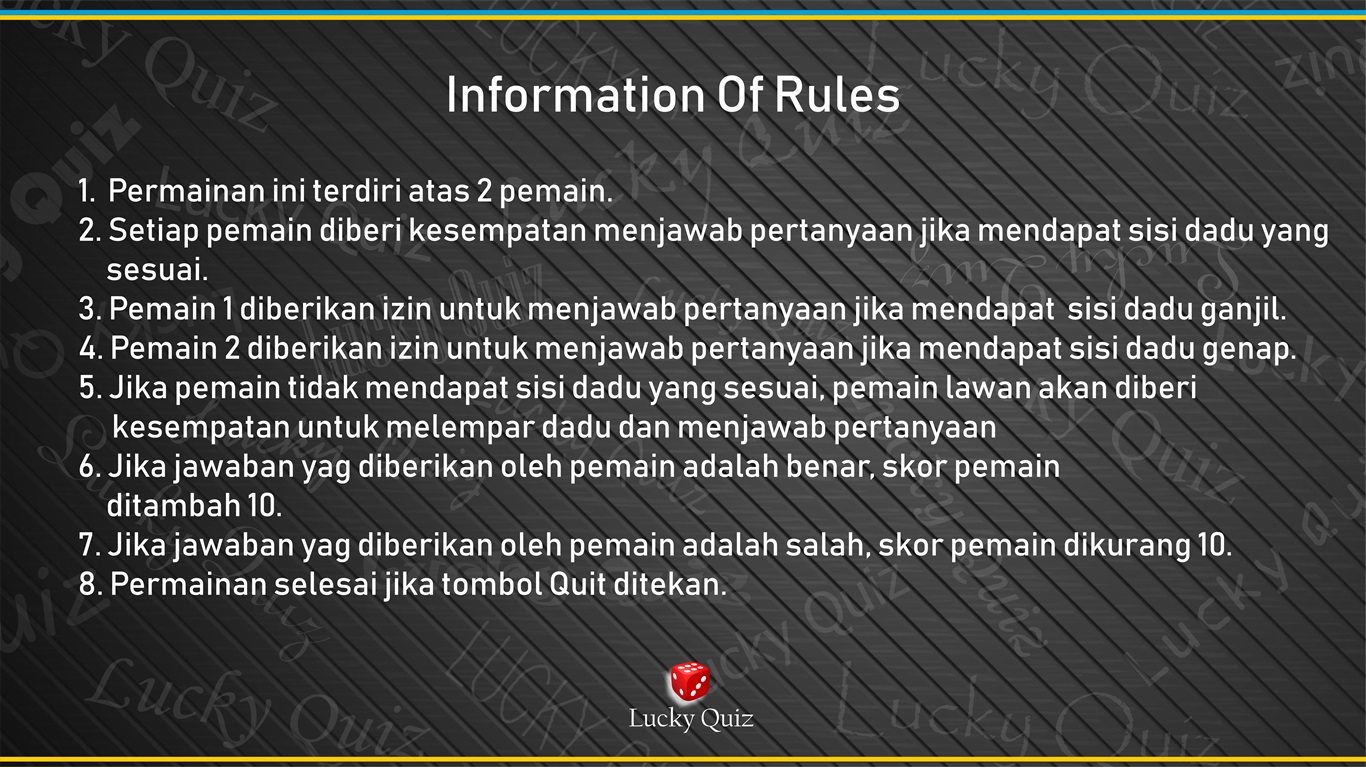 Information Of Rules
1. Permainan ini terdiri atas 2 pemain.
2. Setiap pemain diberi kesempatan menjawab pertanyaan jika mendapat sisi dadu yang
sesuai.
3. Pemain 1 diberikan izin untuk menjawab pertanyaan jika mendapat sisi dadu ganjil.
4. Pemain 2 diberikan izin untuk menjawab pertanyaan jika mendapat sisi dadu genap.
5. Jika pemain tidak mendapat sisi dadu yang sesuai, pemain lawan akan diberi
kesempatan untuk melempar dadu dan menjawab pertanyaan
6. Jika jawaban yag diberikan oleh pemain adalah benar, skor pemain
ditambah 10.
7. Jika jawaban yag diberikan oleh pemain adalah salah, skor pemain dikurang 10.
8. Permainan selesai jika tombol Quit ditekan.
Lucky Quiz